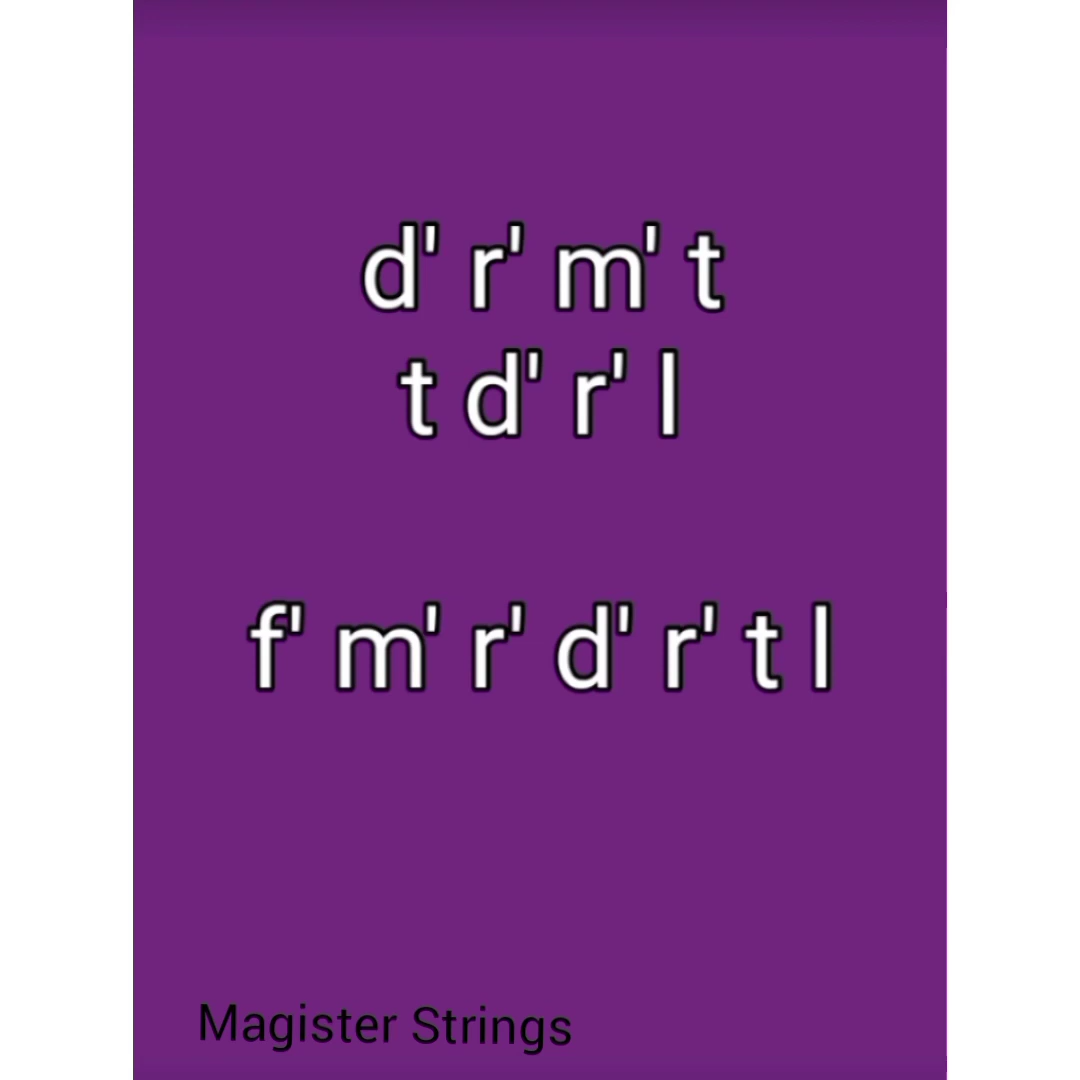 d' r' m' t
t d' r' l
f' m' r' d' r' t l
Magister Strings